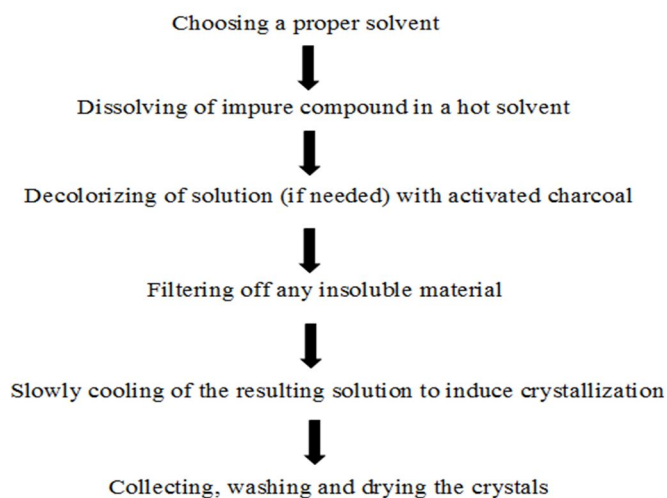 Choosing a proper solvent
Dissolving of impure compound in a hot solvent
Decolorizing of solution (if needed) with activated charcoal
Filtering off any insoluble material
Slowly cooling of the resulting solution to induce crystallization
Collecting, washing and drying the crystals